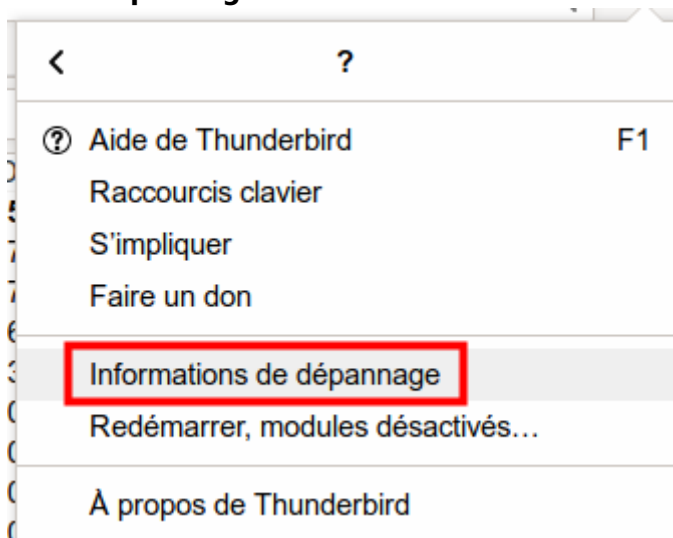 ?
Aide de Thunderbird F1
Raccourcis clavier
S'impliquer
Faire un don
Informations de dépannage
Redémarrer, modules désactivés…
À propos de Thunderbird